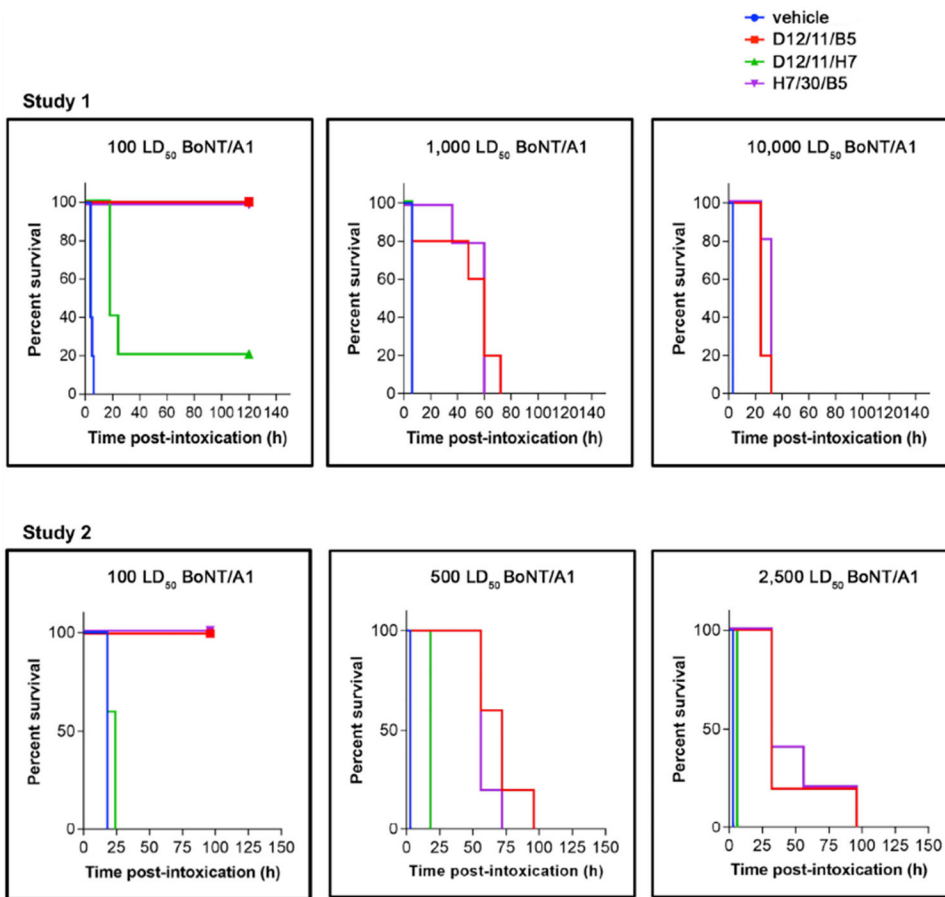 vehicle
D12/11/B5
D12/11/H7
H7/30/B5
Study 1
100 LD50 BoNT/A1
Percent survival
100
80
60
40
20
0
0 20 40 60 80 100 120 140
Time post-intoxication (h)
1,000 LD50 BoNT/A1
Percent survival
100
80
60
40
20
0
0 20 40 60 80 100120140
Time post-intoxication (h)
10,000 LD50 BoNT/A1
Percent survival
100
80
60
40
20
0
0 20 40 60 80 100120140
Time post-intoxication (h)
Study 2
100 LD50 BoNT/A1
Percent survival
100
50
0
0 25 50 75 100 125 150
Time post-intoxication (h)
500 LD50 BoNT/A1
Percent survival
100
50
0
0 25 50 75 100 125 150
Time post-intoxication (h)
2,500 LD50 BoNT/A1
Percent survival
100
50
0
0 25 50 75 100 125 150
Time post-intoxication (h)